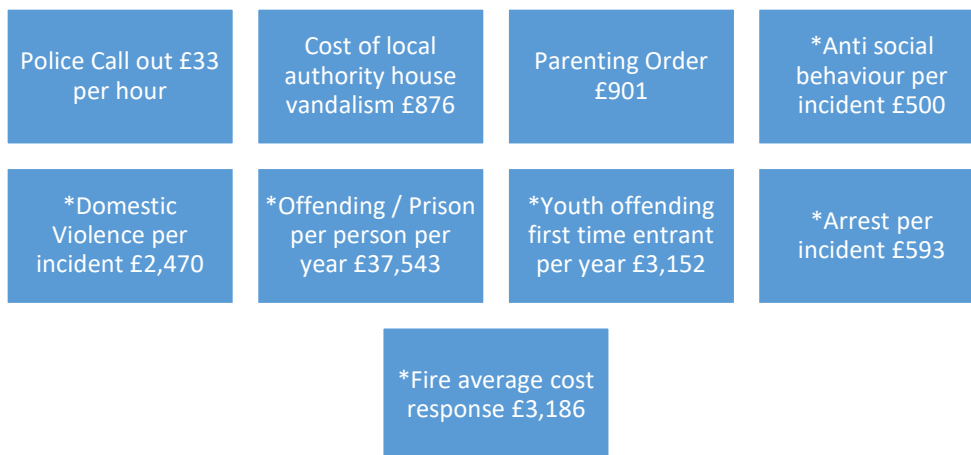 Police Call out £33
per hour
Cost of local
authority house
vandalism £876
Parenting Order
£901
*Anti social
behaviour per
incident £500
*Domestic
Violence per
incident £2,470
*Offending / Prison
per person per
year £37,543
*Youth offending
first time entrant
per year £3,152
*Arrest per
incident £593
*Fire average cost
response £3,186